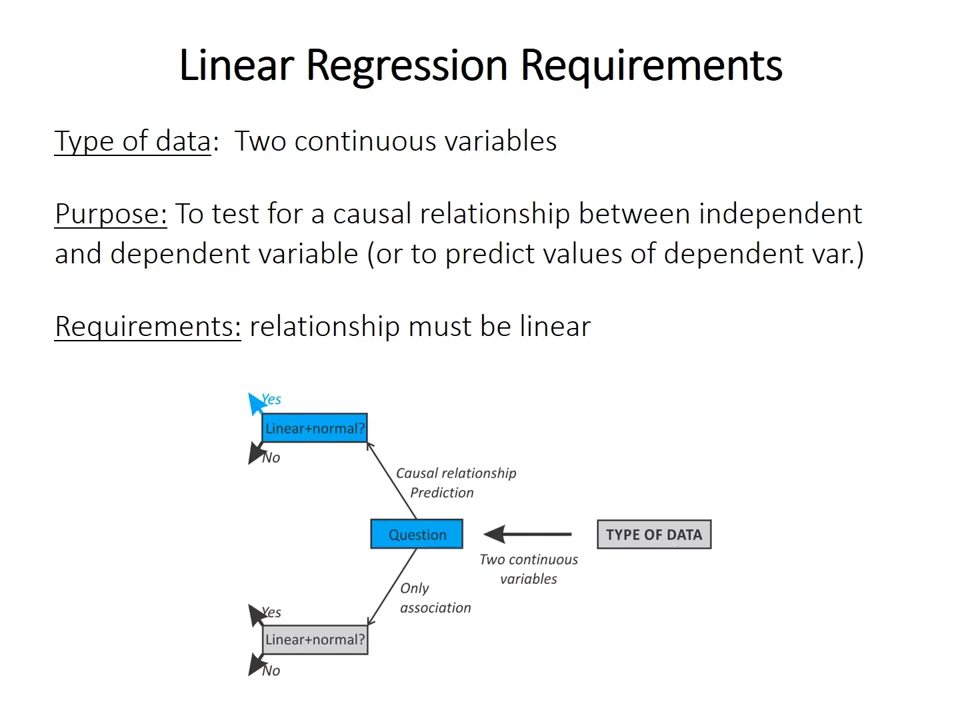 Linear Regression Requirements
Type of data:  Two continuous variables
Purpose: To test for a causal relationship between independent
and dependent variable (or to predict values of dependent var.)
Requirements: relationship must be linear
Yes
Linear+normal?
No
Causal relationship
Prediction
Question
TYPE OF DATA
Two continuous
variables
Only
association
Yes
Linear+normal?
No